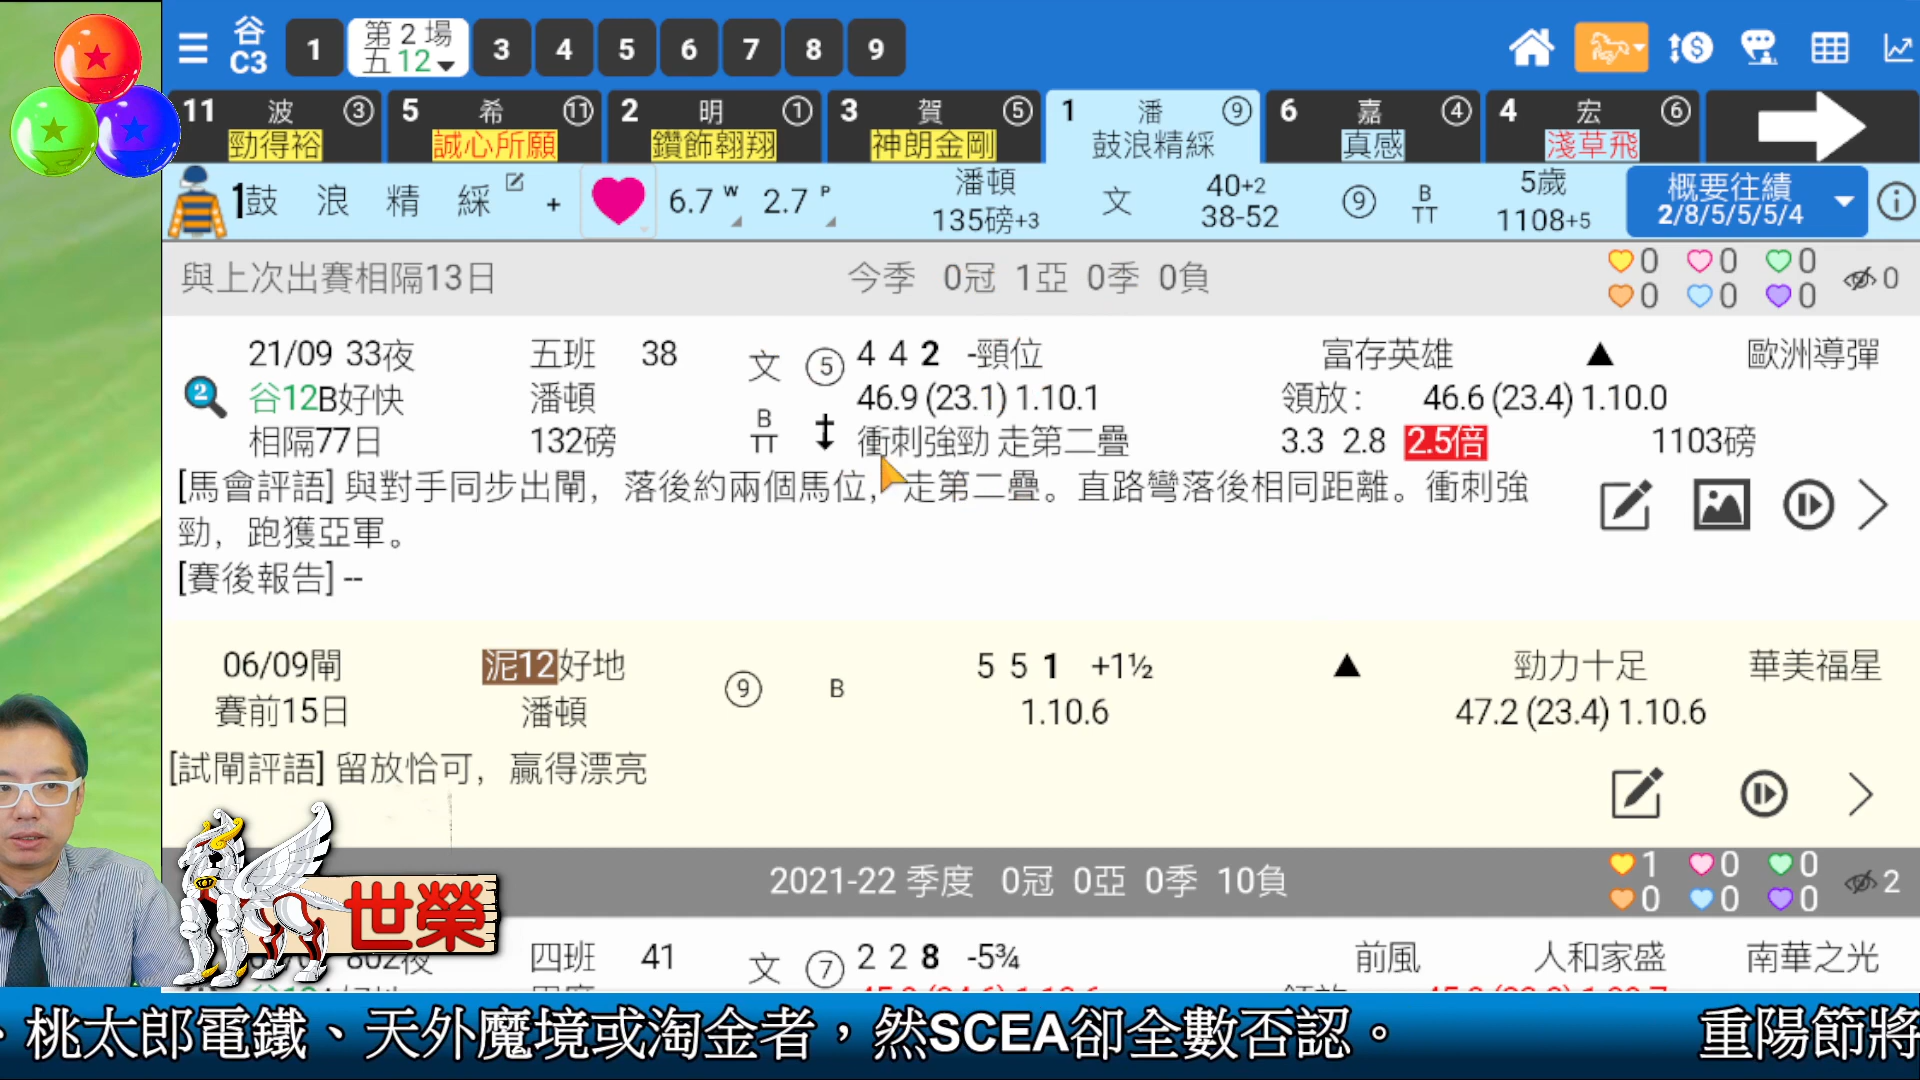 谷 C3
1
第 2 場
五 12
3 4 5 6 7 8 9
11 波 ③ 勁得裕
5 希 ⑪ 誠心所願
2 明 ① 鑽飾翱翔
3 賀 ⑤ 神朗金剛
1 潘 ⑨ 鼓浪精綵
6 嘉 ④ 真感
4 宏 ⑥ 淺草飛
1鼓浪精綵 + 6.7 W 2.7 P
潘頓
135磅+3
文
40+2
38-52
⑨
B
TT
5歲
1108+5
概要往績
2/8/5/5/5/4
與上次出賽相隔13日 今季 0冠 1亞 0季 0負
0 0 0
0 0 0
0
2
21/09 33夜 五班 38 文 ⑤ 4 4 2 -頸位 富存英雄 ▲ 歐洲導彈
谷12B好快 潘頓 46.9 (23.1) 1.10.1 領放: 46.6 (23.4) 1.10.0
相隔77日 132磅 B TT 衝刺強勁 走第二疊 3.3 2.8 2.5倍 1103磅
[馬會評語] 與對手同步出閘，落後約兩個馬位，走第二疊。直路彎落後相同距離。衝刺強
勁，跑獲亞軍。
[賽後報告] --
06/09閘 泥12好地 ⑨ B 5 5 1 +1½ ▲ 勁力十足 華美福星
賽前15日 潘頓 1.10.6 47.2 (23.4) 1.10.6
[試閘評語] 留放恰可，贏得漂亮
2021-22 季度 0冠 0亞 0季 10負
1 0 0
0 0 0
2
世榮
802夜 四班 41 文 ⑦ 2 2 8 -5¾ 前風 人和家盛 南華之光
、桃太郎電鐵、天外魔境或淘金者，然SCEA卻全數否認。 重陽節將